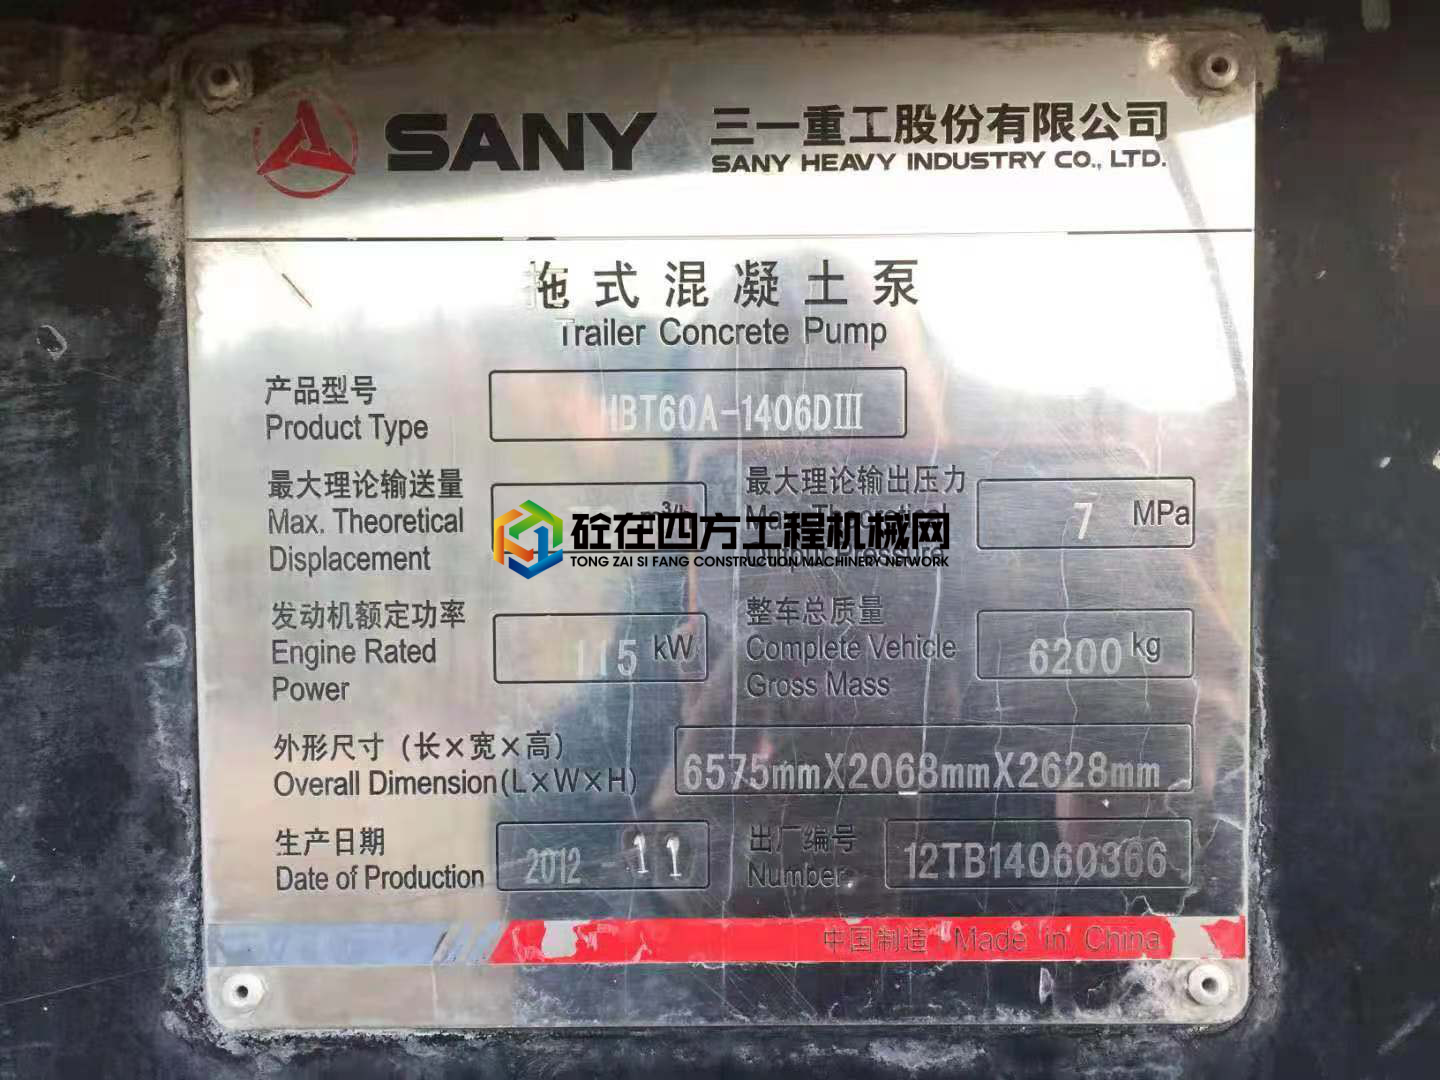 SANY 三一重工股份有限公司
SANY HEAVY INDUSTRY CO., LTD.
拖式混凝土泵
Trailer Concrete Pump
产品型号
Product Type
HBT60A-1406DIII
最大理论输送量
Max. Theoretical
Displacement
m³/h
最大理论输出压力
Max. Theoretical
Output Pressure
7 MPa
砼在四方工程机械网
TONG ZAI SI FANG CONSTRUCTION MACHINERY NETWORK
发动机额定功率
Engine Rated
Power
115 kW
整车总质量
Complete Vehicle
Gross Mass
6200 kg
外形尺寸（长×宽×高）
Overall Dimension(L×W×H)
6575mmX2068mmX2628mm
生产日期
Date of Production
2012 - 11
出厂编号
Number
12TB14060366
中国制造 Made in China